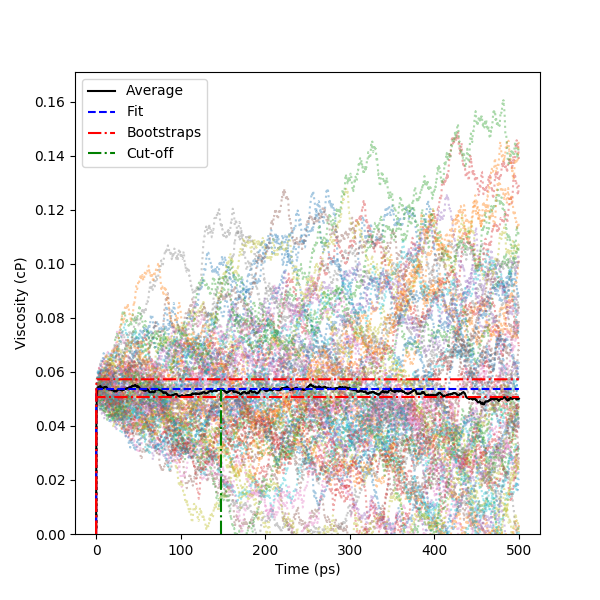 Average
Fit
Bootstraps
Cut-off
0.16
0.14
0.12
0.10
0.08
0.06
0.04
0.02
0.00
Viscosity (cP)
0 100 200 300 400 500
Time (ps)